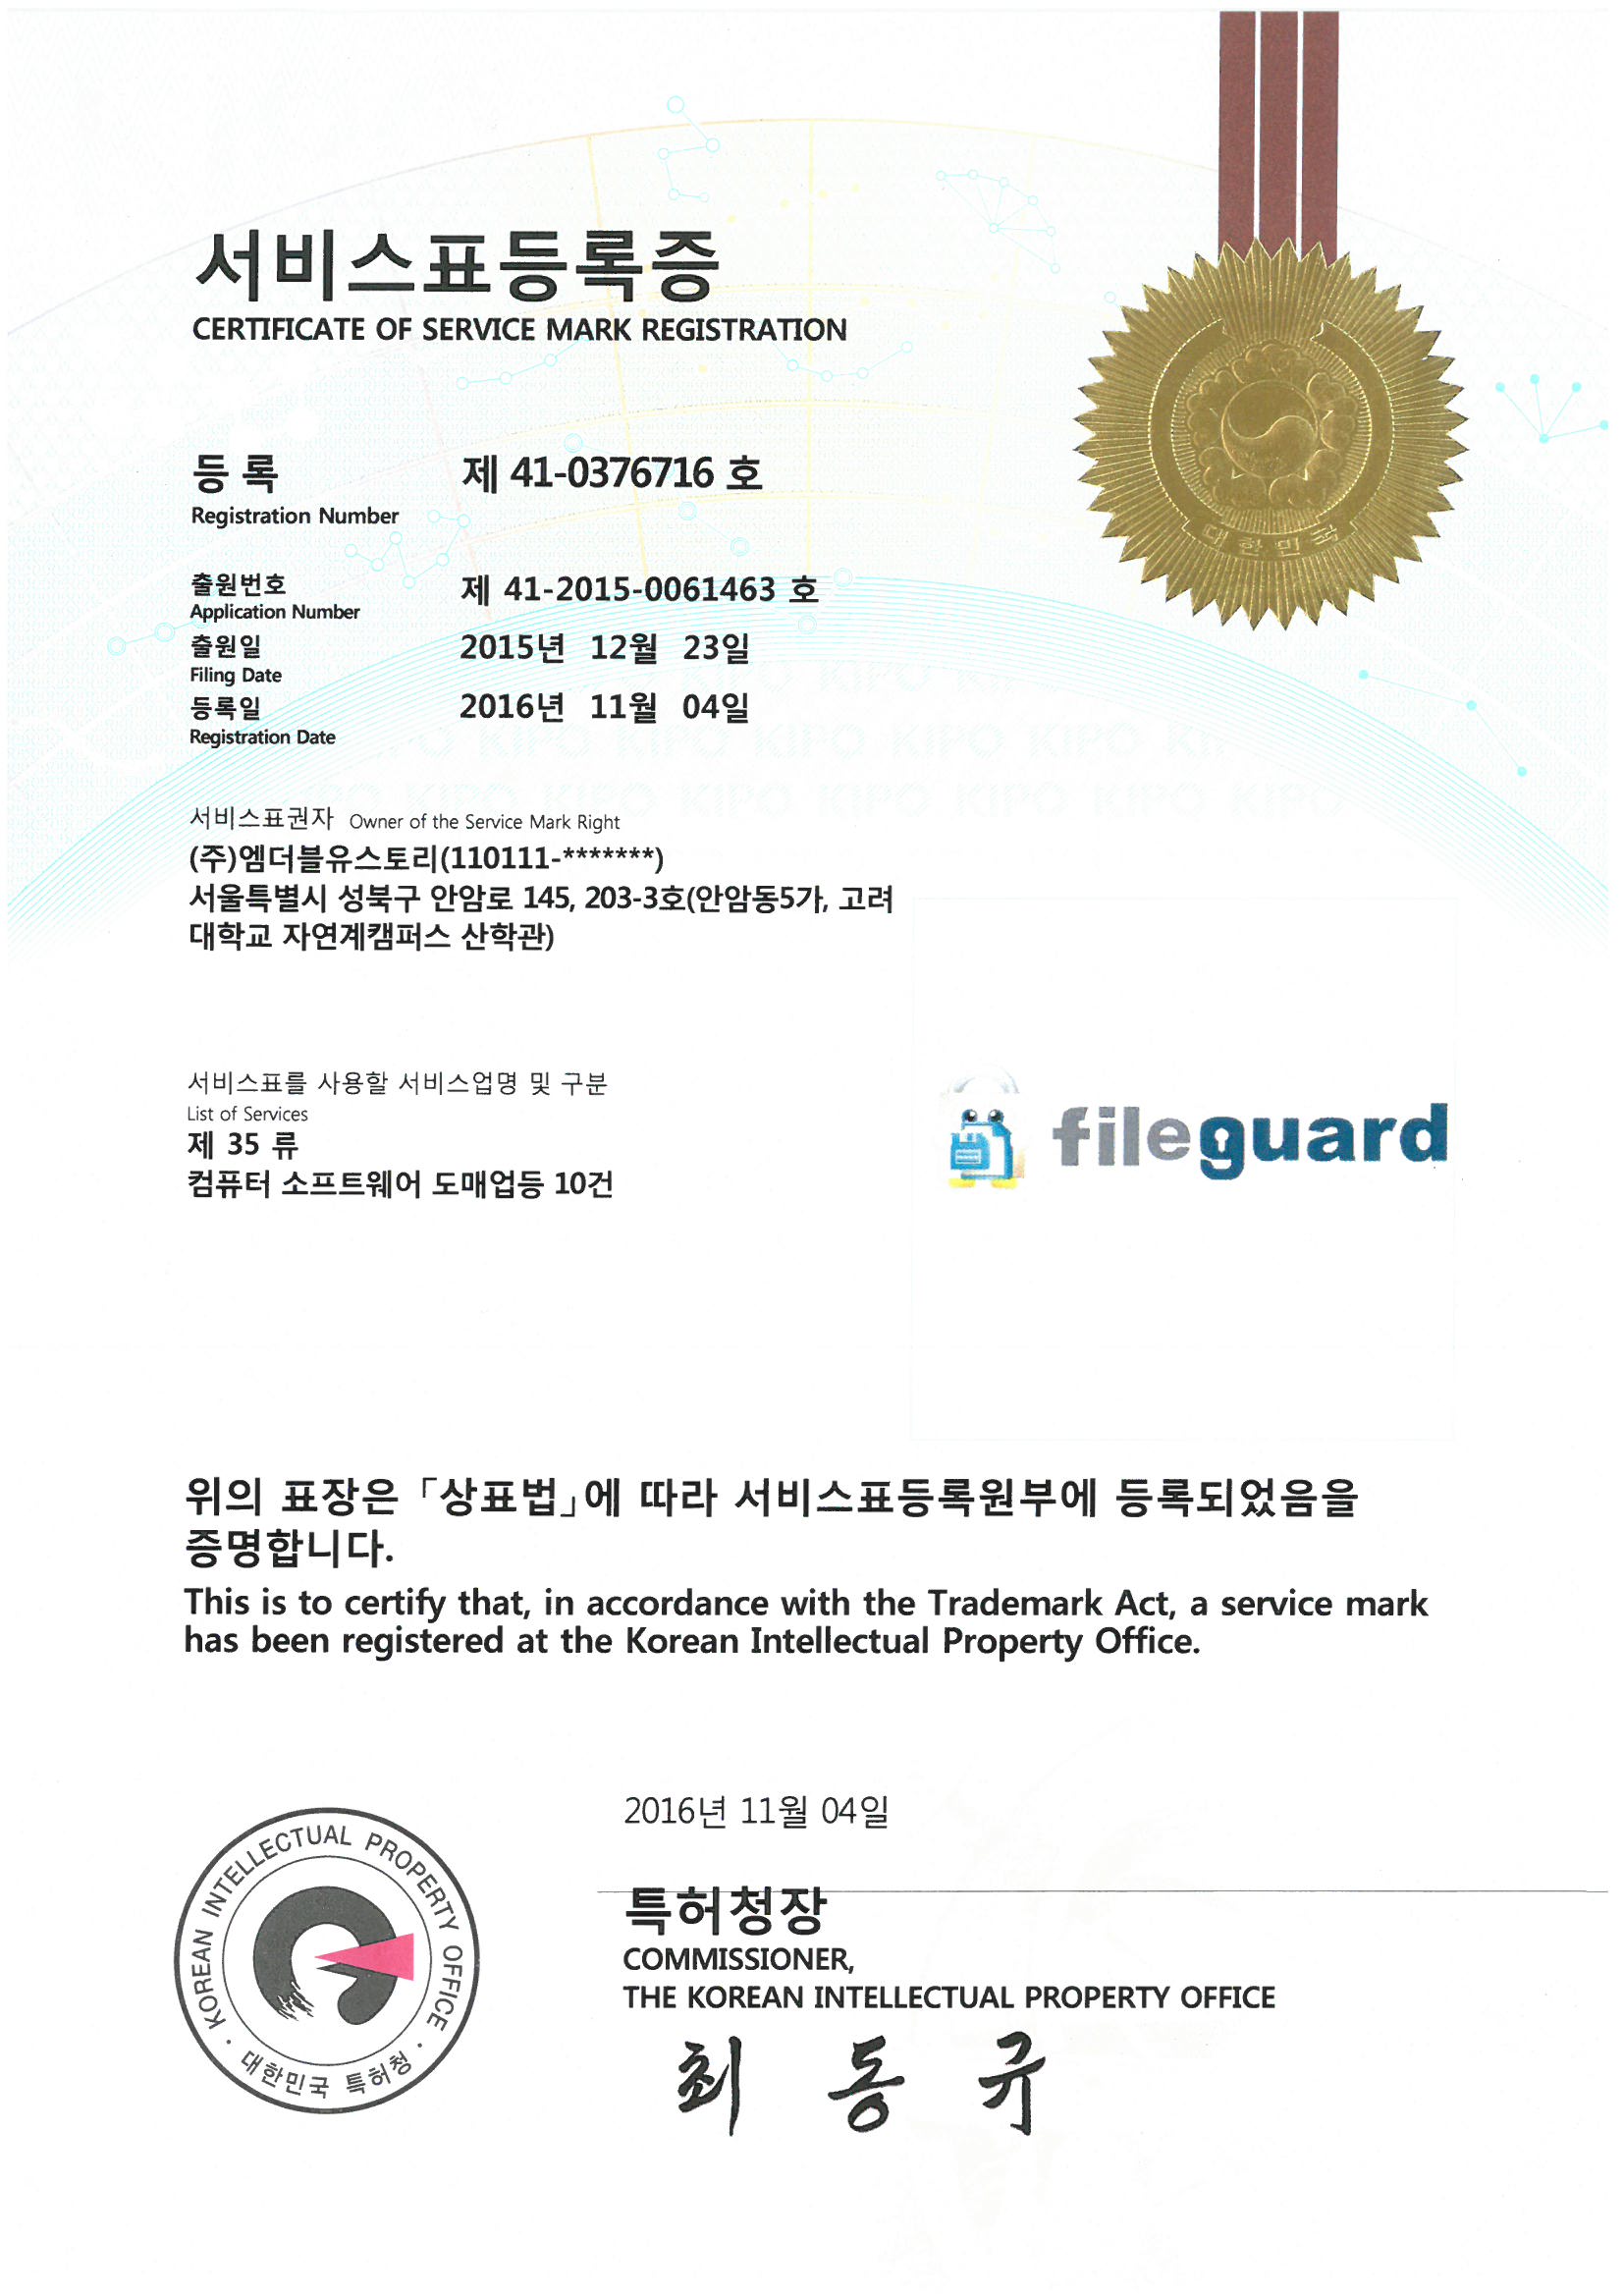 서비스표등록증
CERTIFICATE OF SERVICE MARK REGISTRATION
대한민국
등록 제 41-0376716 호
Registration Number
출원번호 제 41-2015-0061463 호
Application Number
출원일 2015년 12월 23일
Filing Date
등록일 2016년 11월 04일
Registration Date
서비스표권자 Owner of the Service Mark Right
(주)엠더블유스토리(110111-*******)
서울특별시 성북구 안암로 145, 203-3호(안암동5가, 고려
대학교 자연계캠퍼스 산학관)
서비스표를 사용할 서비스업명 및 구분
List of Services
제 35 류
컴퓨터 소프트웨어 도매업등 10건
fileguard
위의 표장은 「상표법」에 따라 서비스표등록원부에 등록되었음을
증명합니다.
This is to certify that, in accordance with the Trademark Act, a service mark
has been registered at the Korean Intellectual Property Office.
2016년 11월 04일
특허청장
COMMISSIONER,
THE KOREAN INTELLECTUAL PROPERTY OFFICE
최동규
KOREAN INTELLECTUAL PROPERTY OFFICE
대한민국 특허청